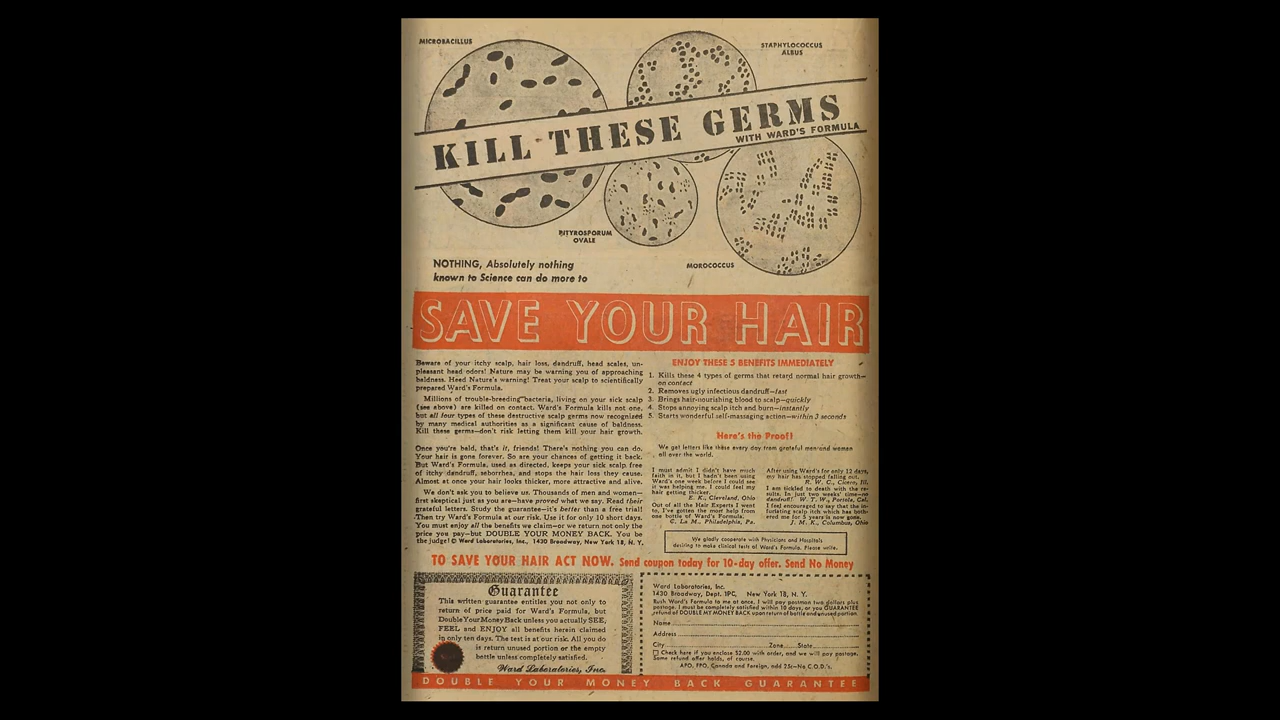 MICROBACILLUS
STAPHYLOCOCCUS
ALBUS
KILL THESE GERMS
WITH WARD'S FORMULA
PITYROSPORUM
OVALE
MOROCOCCUS
NOTHING, Absolutely nothing
known to Science can do more to
SAVE YOUR HAIR
Beware of your itchy scalp, hair loss, dandruff, head scales, un-
pleasant head odors! Nature may be warning you of approaching
baldness. Heed Nature's warning! Treat your scalp to scientifically
prepared Ward's Formula.
Millions of trouble-breeding bacteria, living on your sick scalp
(see above) are killed on contact. Ward's Formula kills not one,
but all four types of these destructive scalp germs now recognized
by many medical authorities as a significant cause of baldness.
Kill these germs—don't risk letting them kill your hair growth.
Once you're bald, that's it, friends! There's nothing you can do.
Your hair is gone forever. So are your chances of getting it back.
But Ward's Formula, used as directed, keeps your sick scalp free
of itchy dandruff, seborrhea, and stops the hair loss they cause.
Almost at once your hair looks thicker, more attractive and alive.
We don't ask you to believe us. Thousands of men and women—
first skeptical just as you are—have proved what we say. Read their
grateful letters. Study the guarantee—it's better than a free trial!
Then try Ward's Formula at our risk. Use it for only 10 short days.
You must enjoy all the benefits we claim—or we return not only the
price you pay—but DOUBLE YOUR MONEY BACK. You be
the judge! © Ward Laboratories, Inc., 1430 Broadway, New York 18, N. Y.
ENJOY THESE 5 BENEFITS IMMEDIATELY
1. Kills these 4 types of germs that retard normal hair growth—
on contact
2. Removes ugly infectious dandruff—fast
3. Brings hair-nourishing blood to scalp—quickly
4. Stops annoying scalp itch and burn—instantly
5. Starts wonderful self-massaging action—within 3 seconds
Here's the Proof!
We get letters like these every day from grateful men and women
all over the world.
I must admit I didn't have much
faith in it, but I hadn't been using
Ward's one week before I could see
it was helping me. I could feel my
hair getting thicker.
E. K., Cleveland, Ohio
Out of all the Hair Experts I went
to, I've gotten the most help from
one bottle of Ward's Formula.
C. La M., Philadelphia, Pa.
After using Ward's for only 12 days,
my hair has stopped falling out.
R. W. C., Cicero, Ill.
I am tickled to death with the re-
sults. In just two weeks' time—no
dandruff! W. T. W., Portola, Cal.
I feel encouraged to say that the in-
furiating scalp itch which has both-
ered me for 5 years is now gone.
J. M. K., Columbus, Ohio
We gladly cooperate with Physicians and Hospitals
desiring to make clinical tests of Ward's Formula. Please write.
TO SAVE YOUR HAIR ACT NOW. Send coupon today for 10-day offer. Send No Money
Guarantee
This written guarantee entitles you not only to
return of price paid for Ward's Formula, but
Double Your Money Back unless you actually SEE,
FEEL and ENJOY all benefits herein claimed
in only ten days. The test is at our risk. All you do
is return unused portion or the empty
bottle unless completely satisfied.
Ward Laboratories, Inc.
Ward Laboratories, Inc.
1430 Broadway, Dept. 1PC, New York 18, N. Y.
Rush Ward's Formula to me at once. I will pay postman two dollars plus
postage. I must be completely satisfied within 10 days, or you GUARANTEE
refund of DOUBLE MY MONEY BACK upon return of bottle and unused portion.
Name
Address
City Zone State
Check here if you enclose $2.00 with order, and we will pay postage.
Same refund offer holds, of course.
APO, FPO, Canada and Foreign, add 25c—No C.O.D.'s.
DOUBLE YOUR MONEY BACK GUARANTEE